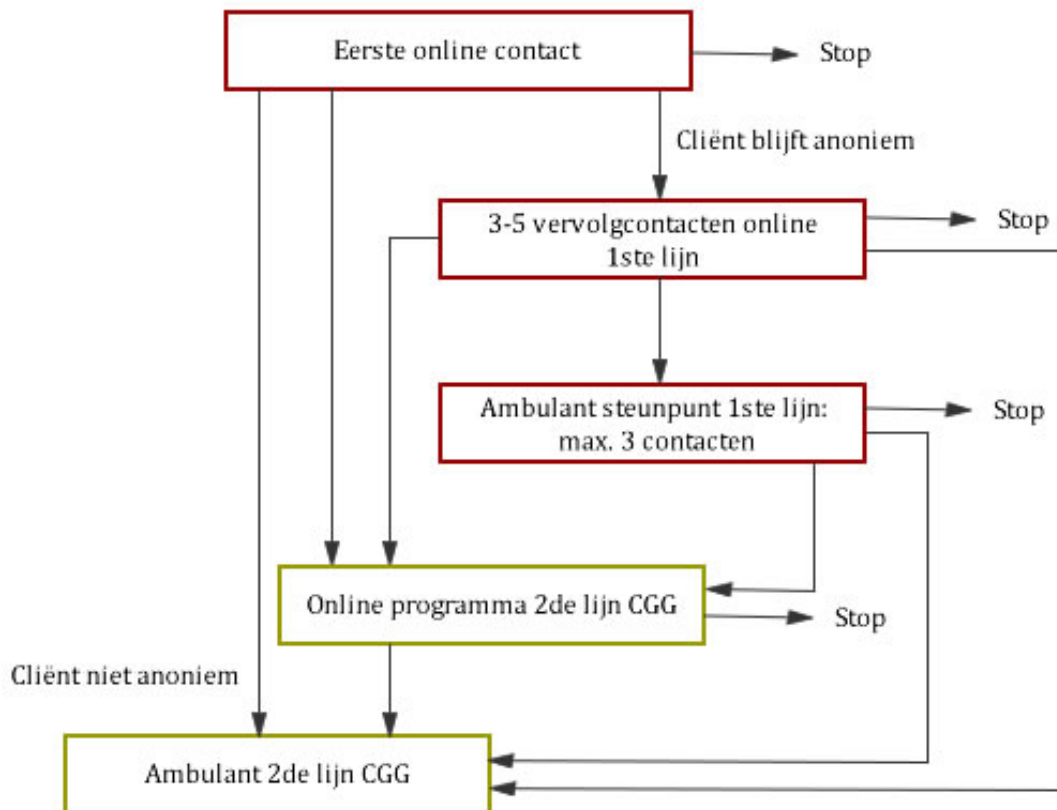 Eerste online contact
Stop
Cliënt blijft anoniem
3-5 vervolgcontacten online
1ste lijn
Stop
Ambulant steunpunt 1ste lijn:
max. 3 contacten
Stop
Online programma 2de lijn CGG
Stop
Cliënt niet anoniem
Ambulant 2de lijn CGG